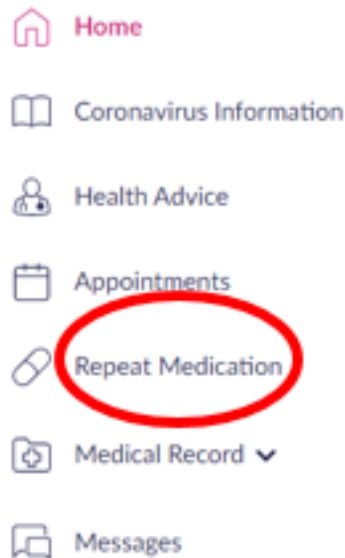 Home
Coronavirus Information
Health Advice
Appointments
Repeat Medication
Medical Record
Messages